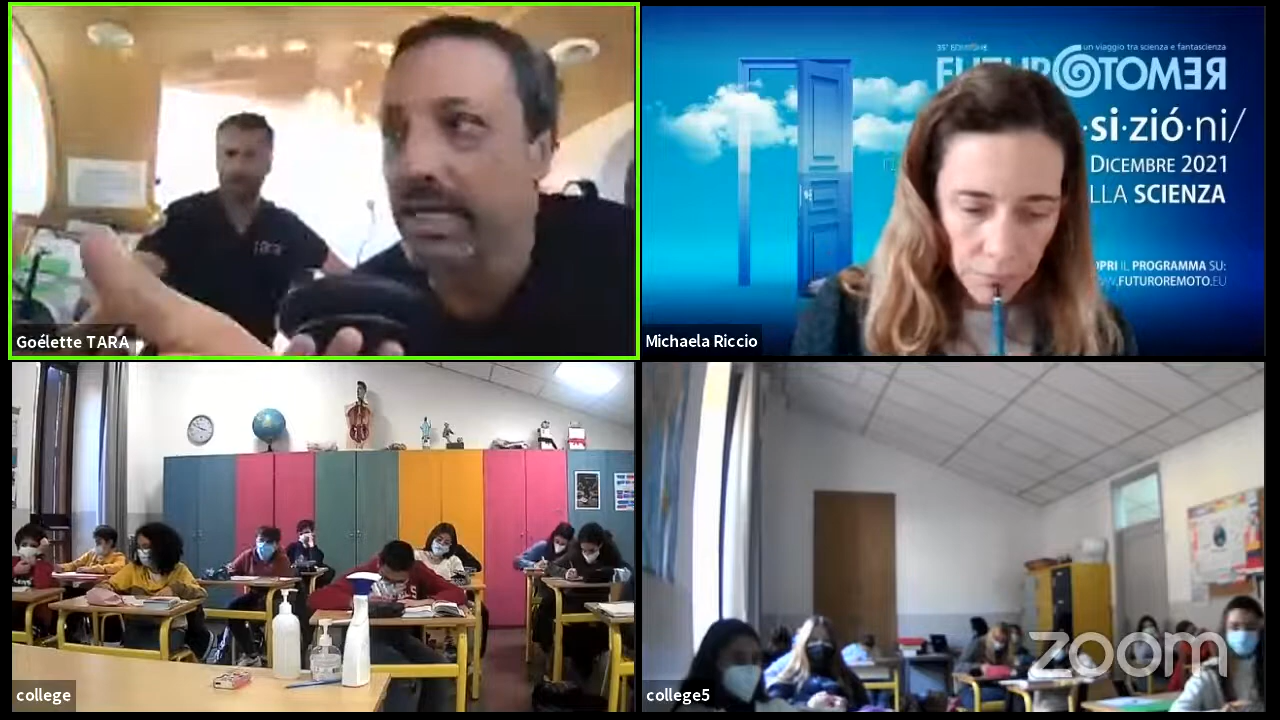 Goélette TARA
35ª EDIZIONE
un viaggio tra scienza e fantascienza
FUTUROREMOTO
·si·zió·ni/
DICEMBRE 2021
LLA SCIENZA
OPRI IL PROGRAMMA SU:
WWW.FUTUROREMOTO.EU
Michaela Riccio
college
college5
zoom